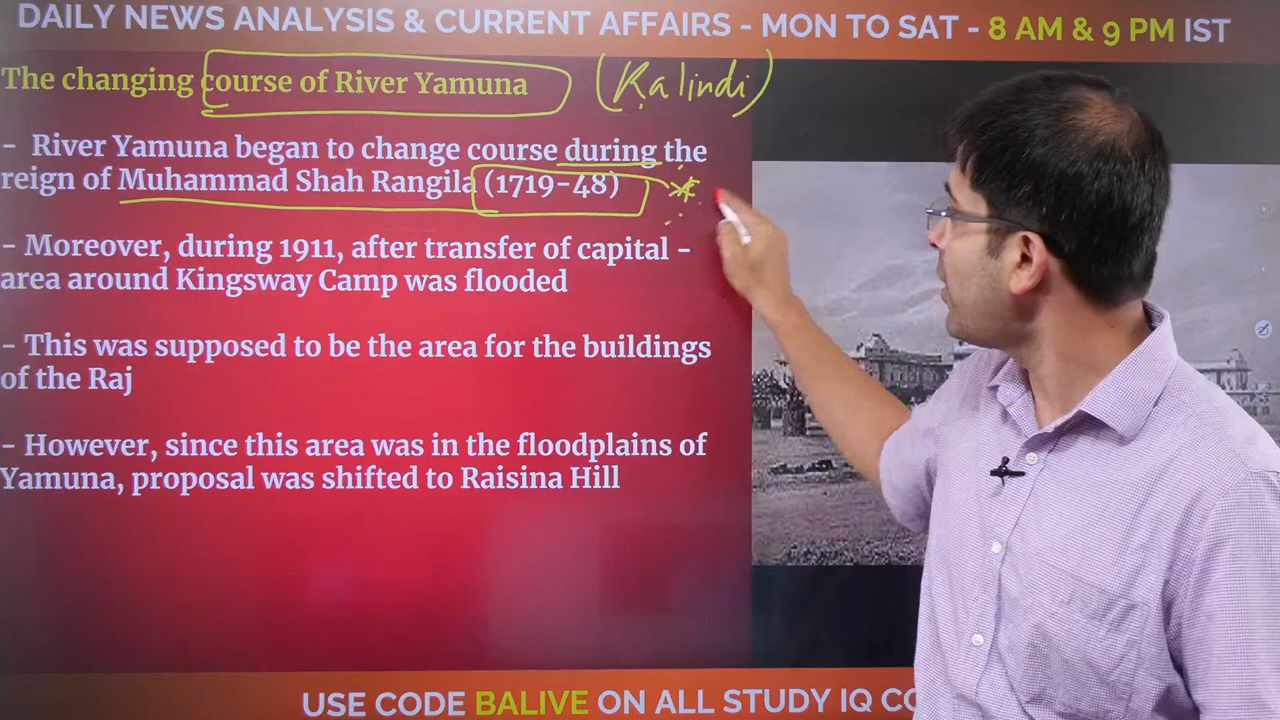 DAILY NEWS ANALYSIS & CURRENT AFFAIRS - MON TO SAT - 8 AM & 9 PM IST
The changing course of River Yamuna (Kalindi)
- River Yamuna began to change course during the
reign of Muhammad Shah Rangila (1719-48)
- Moreover, during 1911, after transfer of capital -
area around Kingsway Camp was flooded
- This was supposed to be the area for the buildings
of the Raj
- However, since this area was in the floodplains of
Yamuna, proposal was shifted to Raisina Hill
USE CODE BALIVE ON ALL STUDY IQ